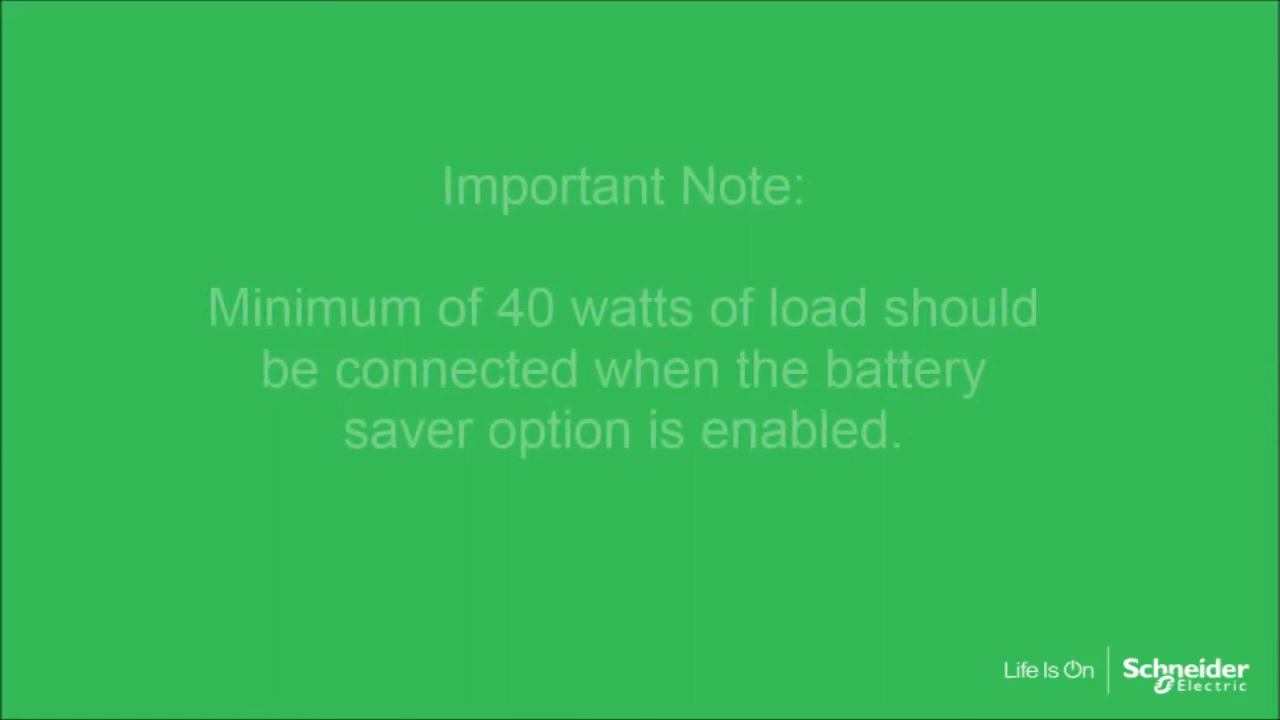 Important Note:
Minimum of 40 watts of load should
be connected when the battery
saver option is enabled.
Life Is On
Schneider
Electric